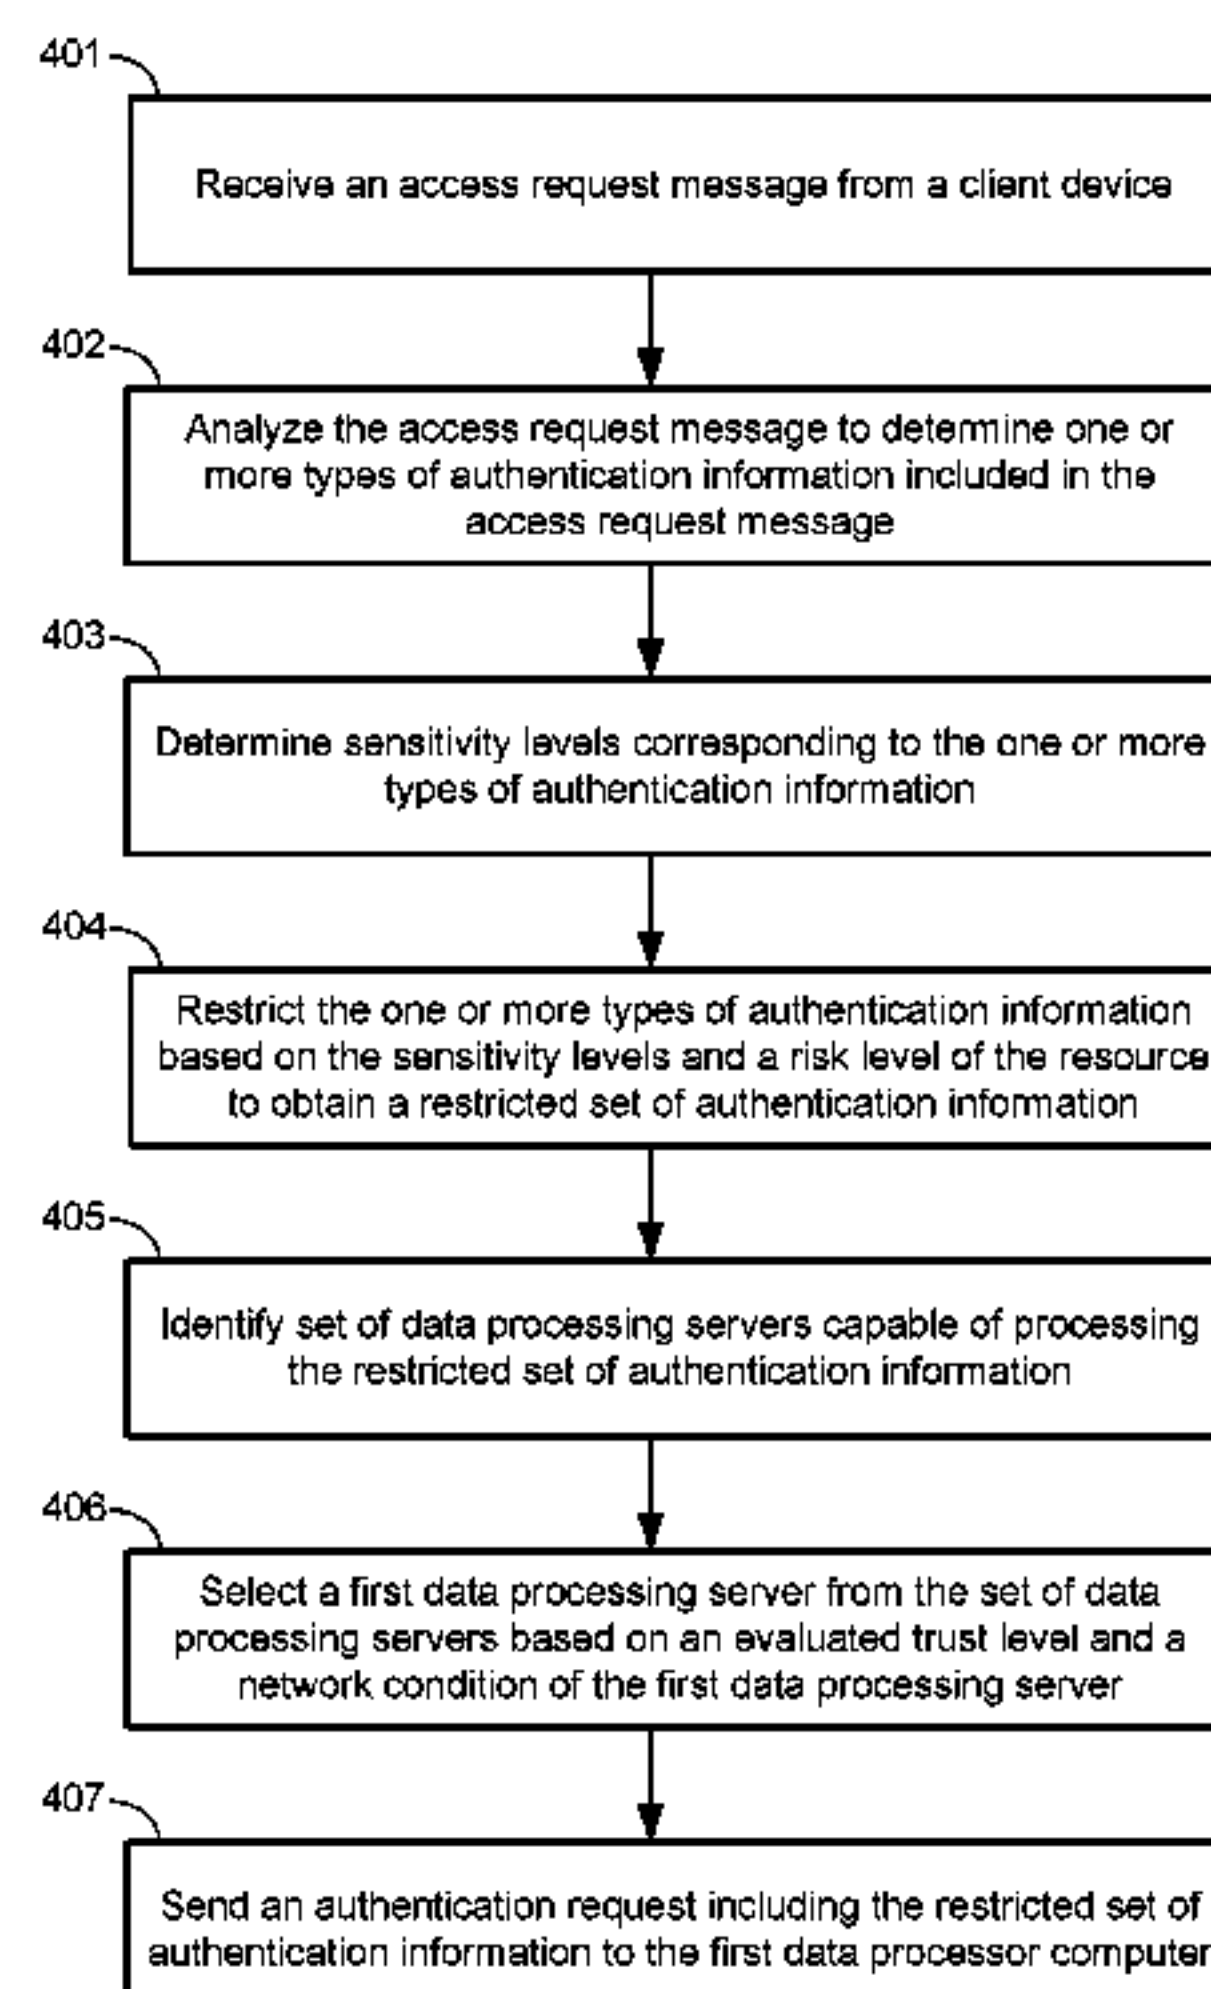 401
Receive an access request message from a client device
402
Analyze the access request message to determine one or
more types of authentication information included in the
access request message
403
Determine sensitivity levels corresponding to the one or more
types of authentication information
404
Restrict the one or more types of authentication information
based on the sensitivity levels and a risk level of the resource
to obtain a restricted set of authentication information
405
Identify set of data processing servers capable of processing
the restricted set of authentication information
406
Select a first data processing server from the set of data
processing servers based on an evaluated trust level and a
network condition of the first data processing server
407
Send an authentication request including the restricted set of
authentication information to the first data processor computer